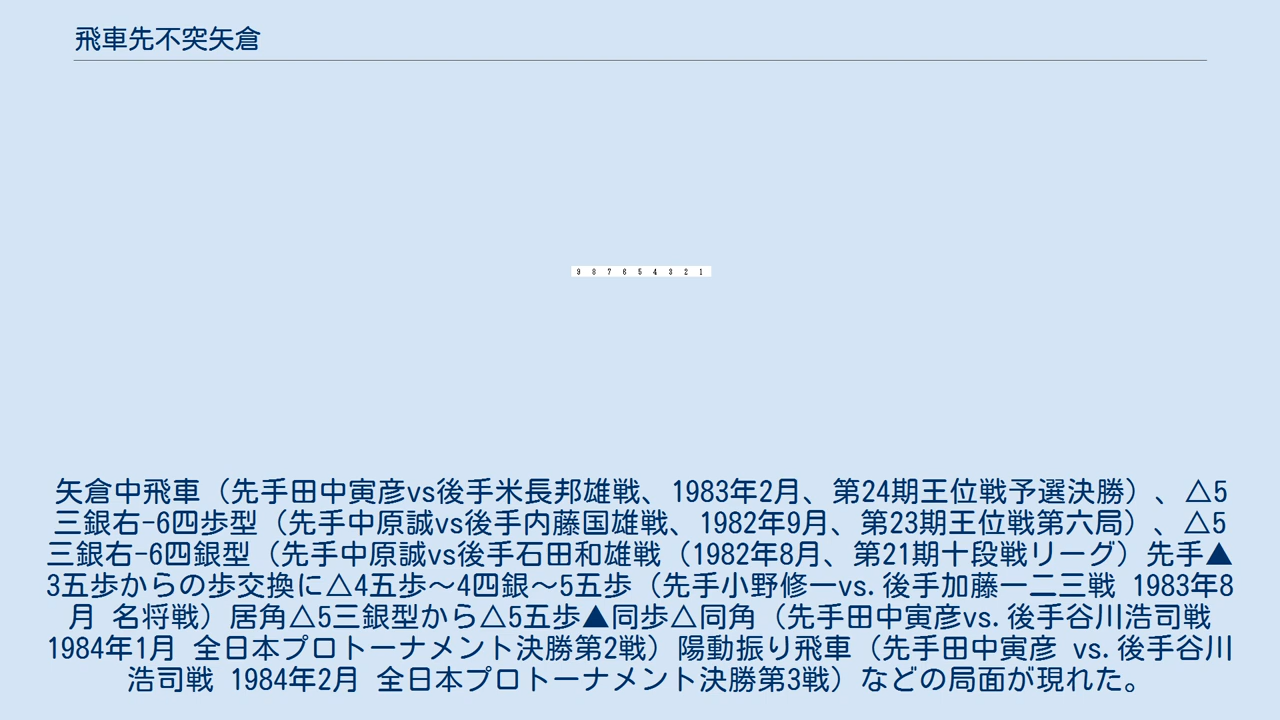 飛車先不突矢倉
9 8 7 6 5 4 3 2 1
矢倉中飛車（先手田中寅彦vs後手米長邦雄戦、1983年2月、第24期王位戦予選決勝）、△5
三銀右-6四歩型（先手中原誠vs後手内藤国雄戦、1982年9月、第23期王位戦第六局）、△5
三銀右-6四銀型（先手中原誠vs後手石田和雄戦（1982年8月、第21期十段戦リーグ）先手▲
3五歩からの歩交換に△4五歩～4四銀～5五歩（先手小野修一vs.後手加藤一二三戦 1983年8
月 名将戦）居角△5三銀型から△5五歩▲同歩△同角（先手田中寅彦vs.後手谷川浩司戦
1984年1月 全日本プロトーナメント決勝第2戦）陽動振り飛車（先手田中寅彦 vs.後手谷川
浩司戦 1984年2月 全日本プロトーナメント決勝第3戦）などの局面が現れた。